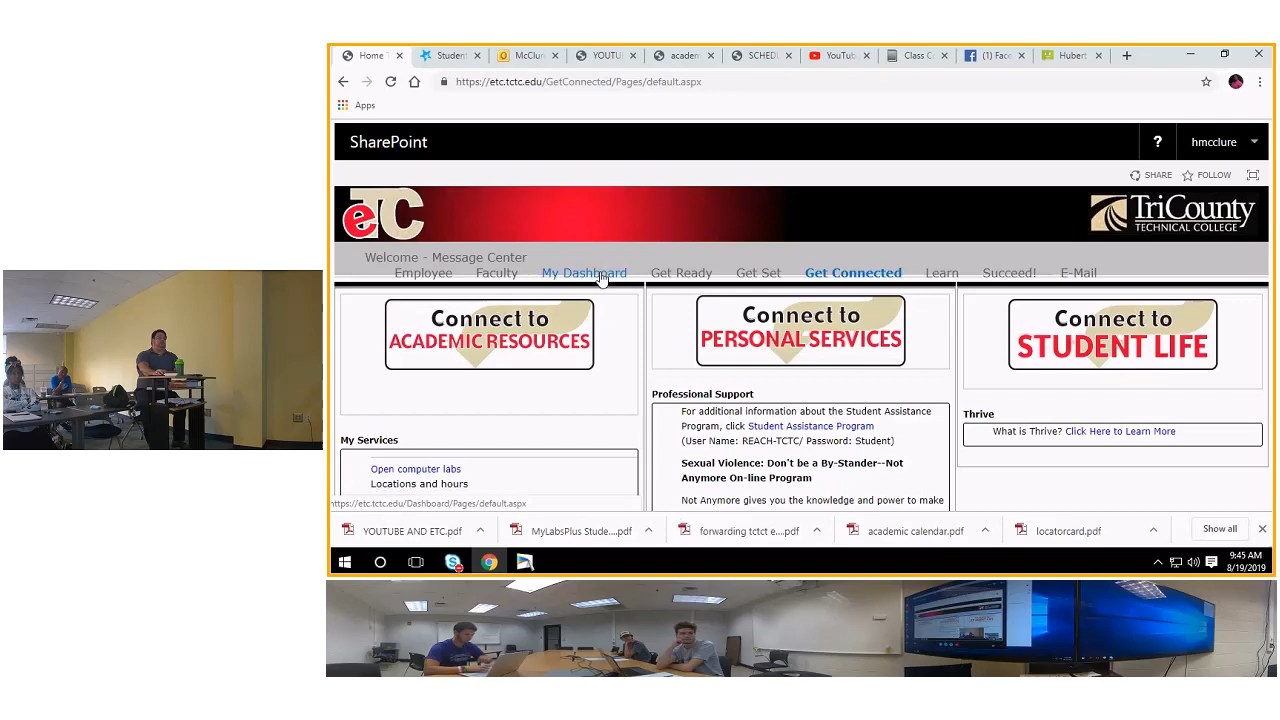 Home
Student
McClur
YOUTU
academ
SCHED
YouTub
Class C
(1) Fac
Hubert
https://etc.tctc.edu/GetConnected/Pages/default.aspx
Apps
SharePoint
?
hmcclure
SHARE
FOLLOW
eTC
TriCounty
TECHNICAL COLLEGE
Welcome - Message Center
Employee Faculty My Dashboard Get Ready Get Set Get Connected Learn Succeed! E-Mail
Connect to
ACADEMIC RESOURCES
My Services
Open computer labs
Locations and hours
Connect to
PERSONAL SERVICES
Professional Support
For additional information about the Student Assistance
Program, click Student Assistance Program
(User Name: REACH-TCTC/ Password: Student)
Sexual Violence: Don't be a By-Stander--Not
Anymore On-line Program
Not Anymore gives you the knowledge and power to make
Connect to
STUDENT LIFE
Thrive
What is Thrive? Click Here to Learn More
https://etc.tctc.edu/Dashboard/Pages/default.aspx
YOUTUBE AND ETC.pdf
MyLabsPlus Stude....pdf
forwarding tctct e....pdf
academic calendar.pdf
locatorcard.pdf
Show all
9:45 AM
8/19/2019